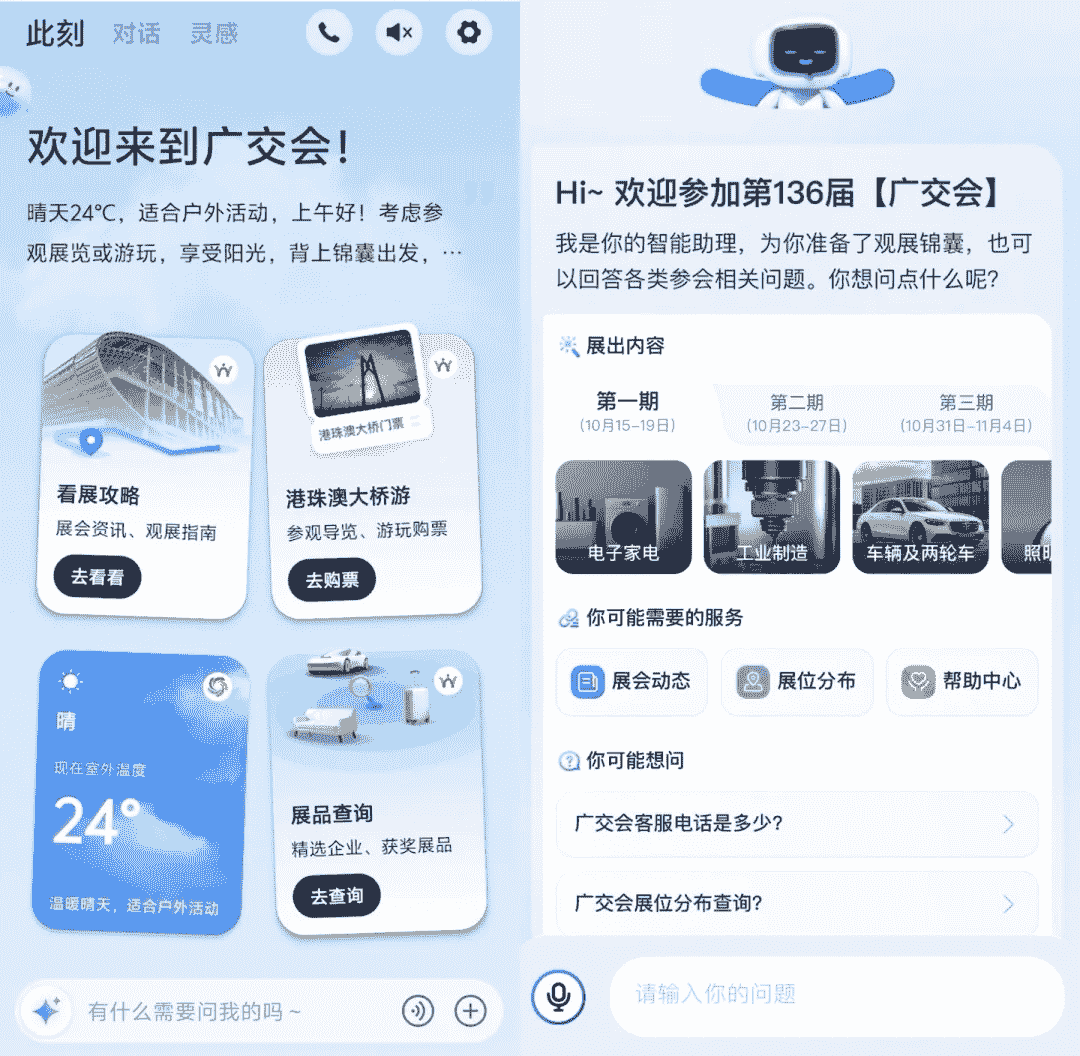 此刻 对话 灵感
欢迎来到广交会！
晴天24℃，适合户外活动，上午好！考虑参
观展览或游玩，享受阳光，背上锦囊出发，…
看展攻略
展会资讯、观展指南
去看看
港珠澳大桥门票
港珠澳大桥游
参观导览、游玩购票
去购票
晴
现在室外温度
24°
温暖晴天，适合户外活动
展品查询
精选企业、获奖展品
去查询
有什么需要问我的吗～
Hi~ 欢迎参加第136届【广交会】
我是你的智能助理，为你准备了观展锦囊，也可
以回答各类参会相关问题。你想问点什么呢？
展出内容
第一期 第二期 第三期
(10月15-19日) (10月23-27日) (10月31日-11月4日)
电子家电 工业制造 车辆及两轮车 照明
你可能需要的服务
展会动态 展位分布 帮助中心
你可能想问
广交会客服电话是多少？
广交会展位分布查询？
请输入你的问题